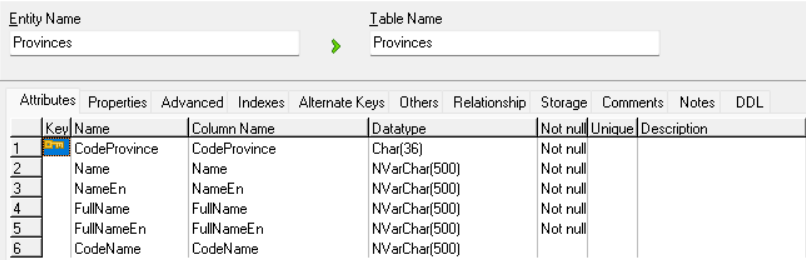 Entity Name Table Name
Provinces Provinces
Attributes Properties Advanced Indexes Alternate Keys Others Relationship Storage Comments Notes DDL
Key Name Column Name Datatype Not null Unique Description
1 CodeProvince CodeProvince Char(36) Not null
2 Name Name NVarChar(500) Not null
3 NameEn NameEn NVarChar(500) Not null
4 FullName FullName NVarChar(500) Not null
5 FullNameEn FullNameEn NVarChar(500) Not null
6 CodeName CodeName NVarChar(500)